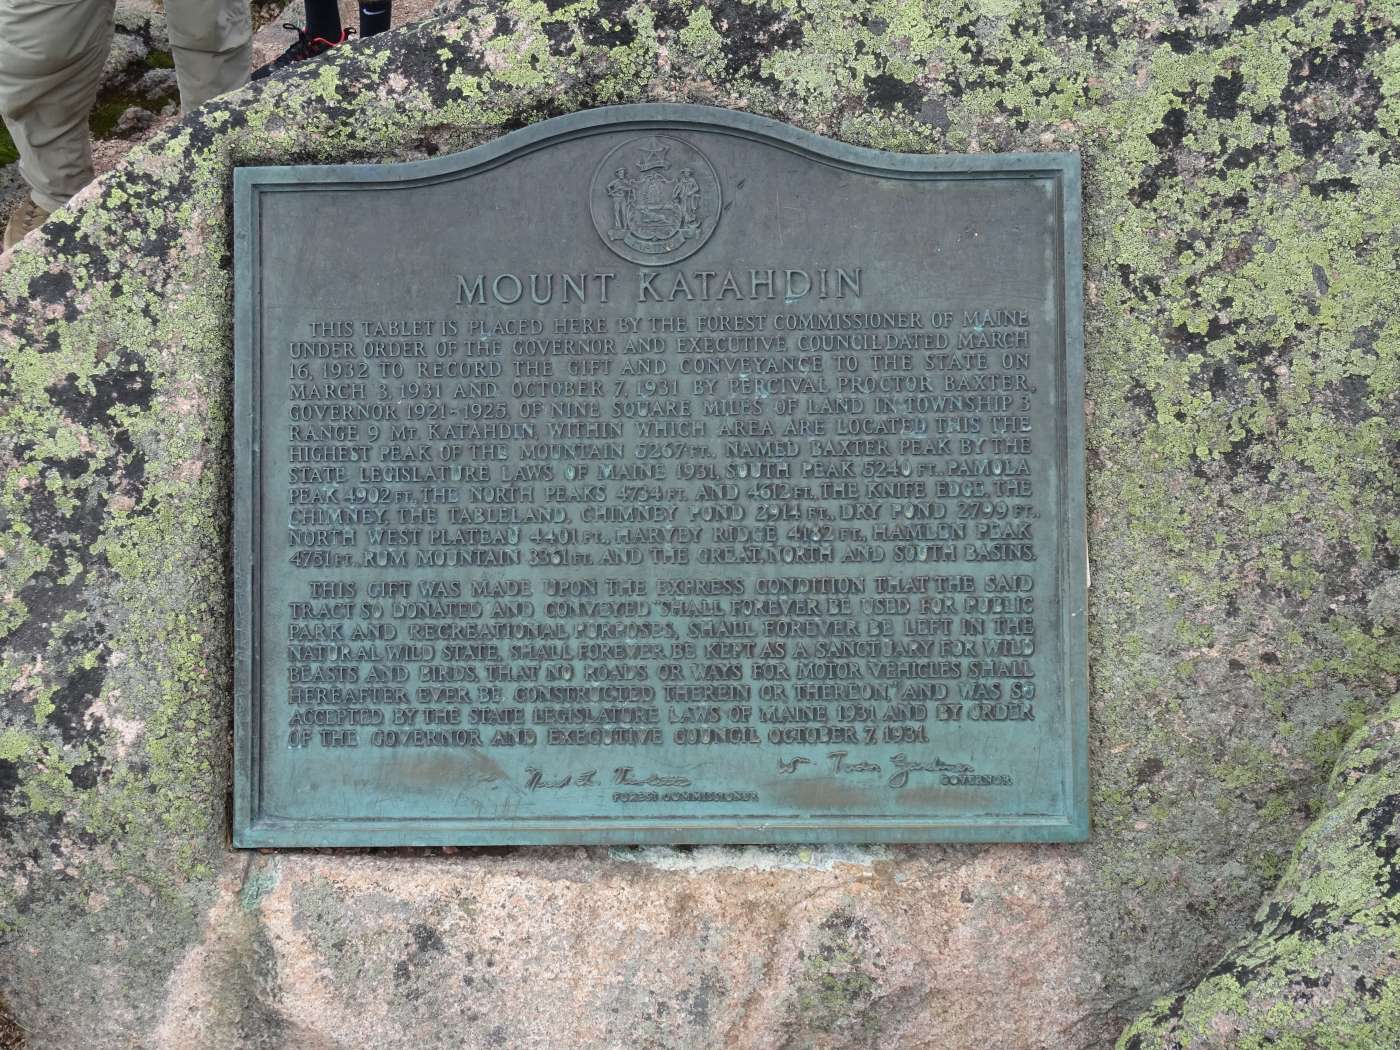 MOUNT KATAHDIN
THIS TABLET IS PLACED HERE BY THE FOREST COMMISSIONER OF MAINE
UNDER ORDER OF THE GOVERNOR AND EXECUTIVE COUNCIL DATED MARCH
16, 1932 TO RECORD THE GIFT AND CONVEYANCE TO THE STATE ON
MARCH 3, 1931 AND OCTOBER 7, 1931 BY PERCIVAL PROCTOR BAXTER,
GOVERNOR 1921-1925, OF NINE SQUARE MILES OF LAND IN TOWNSHIP 3
RANGE 9 MT. KATAHDIN, WITHIN WHICH AREA ARE LOCATED THIS THE
HIGHEST PEAK OF THE MOUNTAIN 5267 FT., NAMED BAXTER PEAK BY THE
STATE LEGISLATURE LAWS OF MAINE 1931, SOUTH PEAK 5240 FT., PAMOLA
PEAK 4902 FT., THE NORTH PEAKS 4734 FT. AND 4612 FT., THE KNIFE EDGE, THE
CHIMNEY, THE TABLELAND, CHIMNEY POND 2914 FT., DRY POND 2799 FT.,
NORTH WEST PLATEAU 4401 FT., HARVEY RIDGE 4182 FT., HAMLEN PEAK
4751 FT., RUM MOUNTAIN 3361 FT. AND THE GREAT, NORTH AND SOUTH BASINS.
THIS GIFT WAS MADE UPON THE EXPRESS CONDITION THAT THE SAID
TRACT SO DONATED AND CONVEYED "SHALL FOREVER BE USED FOR PUBLIC
PARK AND RECREATIONAL PURPOSES, SHALL FOREVER BE LEFT IN THE
NATURAL WILD STATE, SHALL FOREVER BE KEPT AS A SANCTUARY FOR WILD
BEASTS AND BIRDS, THAT NO ROADS OR WAYS FOR MOTOR VEHICLES SHALL
HEREAFTER EVER BE CONSTRUCTED THEREIN OR THEREON," AND WAS SO
ACCEPTED BY THE STATE LEGISLATURE LAWS OF MAINE 1931 AND BY ORDER
OF THE GOVERNOR AND EXECUTIVE COUNCIL OCTOBER 7, 1931.
Wm Tudor Gardiner
GOVERNOR
FOREST COMMISSIONER